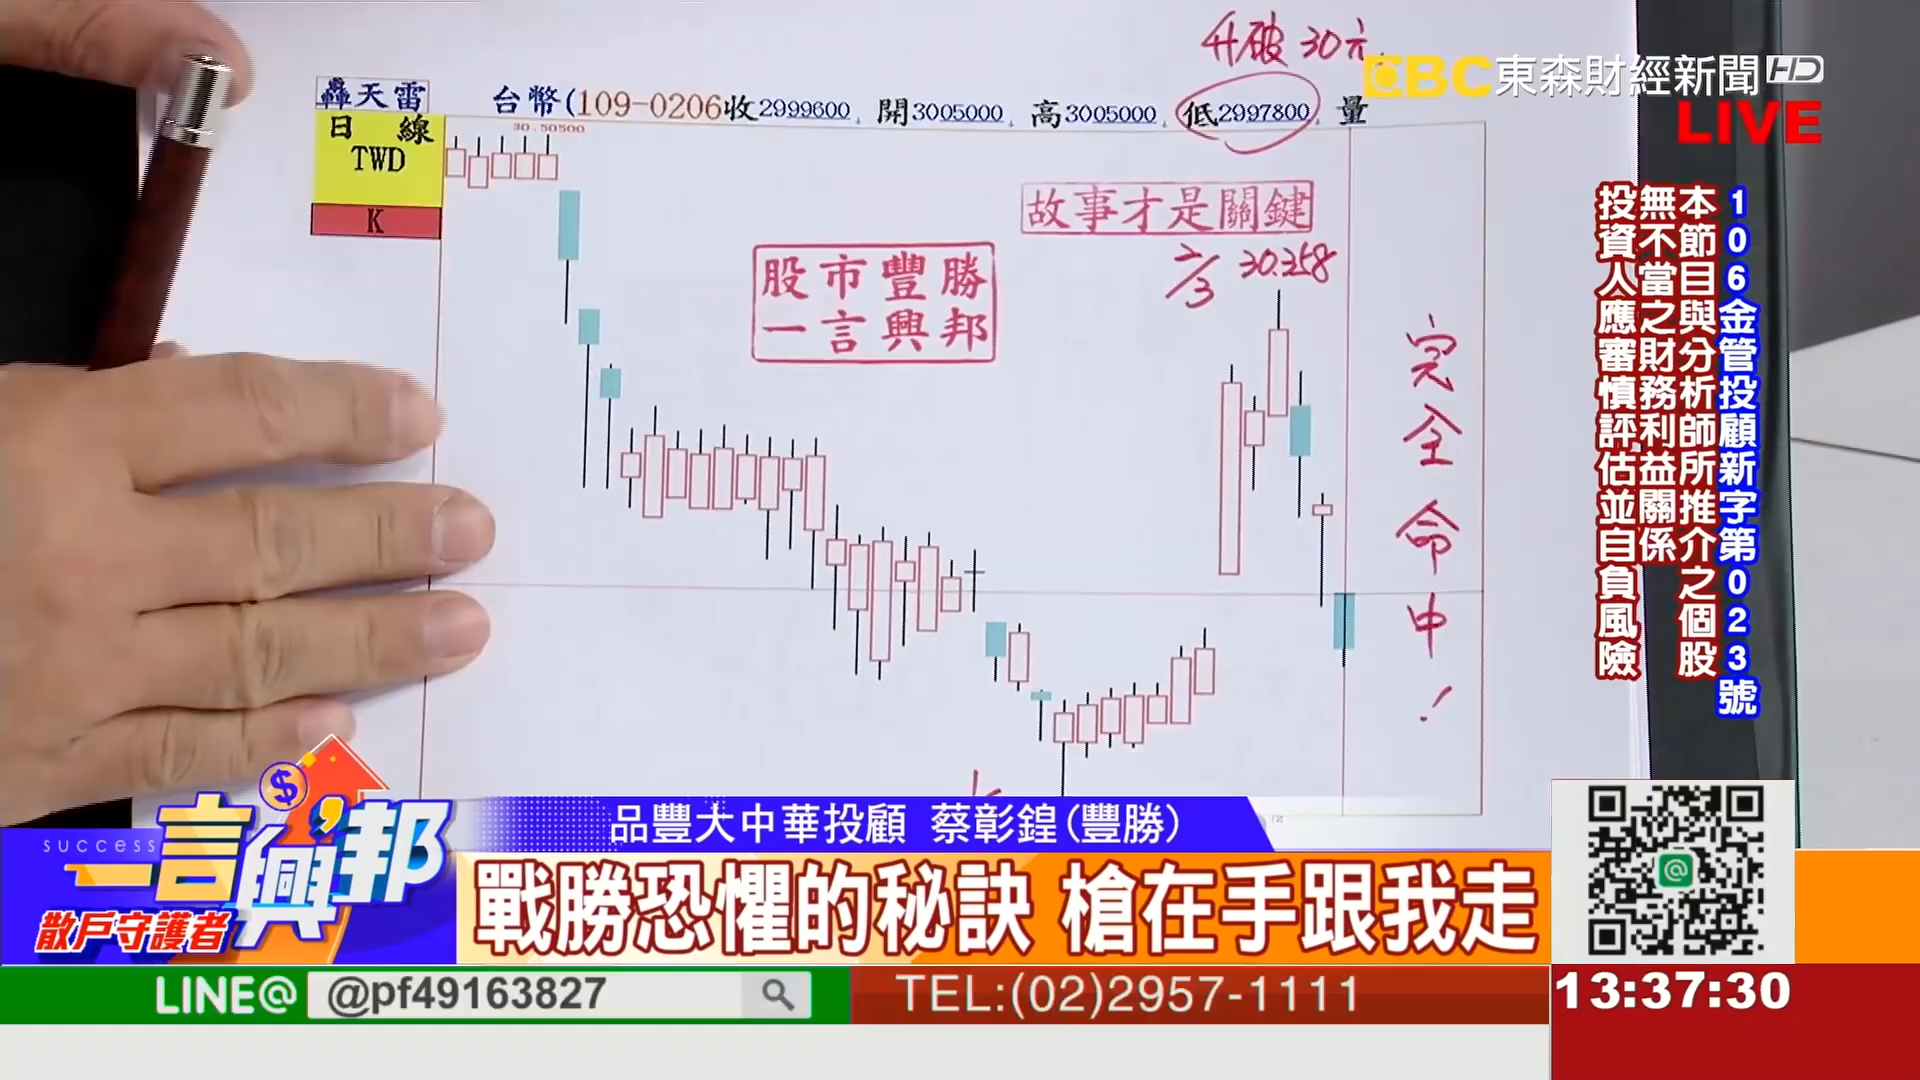 升破30元
EBC東森財經新聞HD
LIVE
轟天雷
台幣(109-0206收2999600 開3005000 高3005000 低2997800 量
日 線
TWD
K
30.50500
故事才是關鍵
股市豐勝
一言興邦
2/3 30.358
完全命中!
106金管投顧新字第023號
本節目與分析師所推介之個股
無不當之財務利益關係
投資人應審慎評估並自負風險
success
一言興邦
散戶守護者
品豐大中華投顧 蔡彰鍠(豐勝)
戰勝恐懼的秘訣 槍在手跟我走
LINE@ @pf49163827
TEL:(02)2957-1111
13:37:30